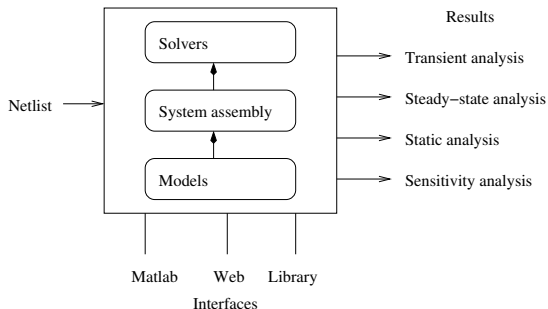 Results
Solvers
Transient analysis
Netlist
System assembly
Steady-state analysis
Static analysis
Models
Sensitivity analysis
Matlab
Web
Library
Interfaces